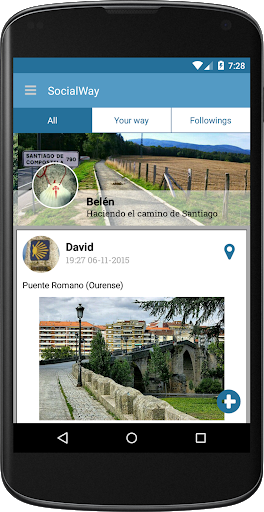 7:28
SocialWay
All
Your way
Followings
SANTIAGO DE
COMPOSTELA 790
Belén
Haciendo el camino de Santiago
David
19:27 06-11-2015
Puente Romano (Ourense)